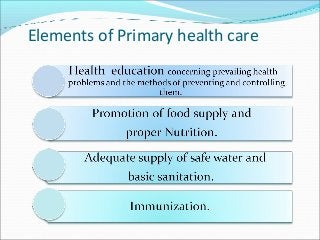 Elements of Primary health care
Health education concerning prevailing health
problems and the methods of preventing and controlling
them.
Promotion of food supply and
proper Nutrition.
Adequate supply of safe water and
basic sanitation.
Immunization.